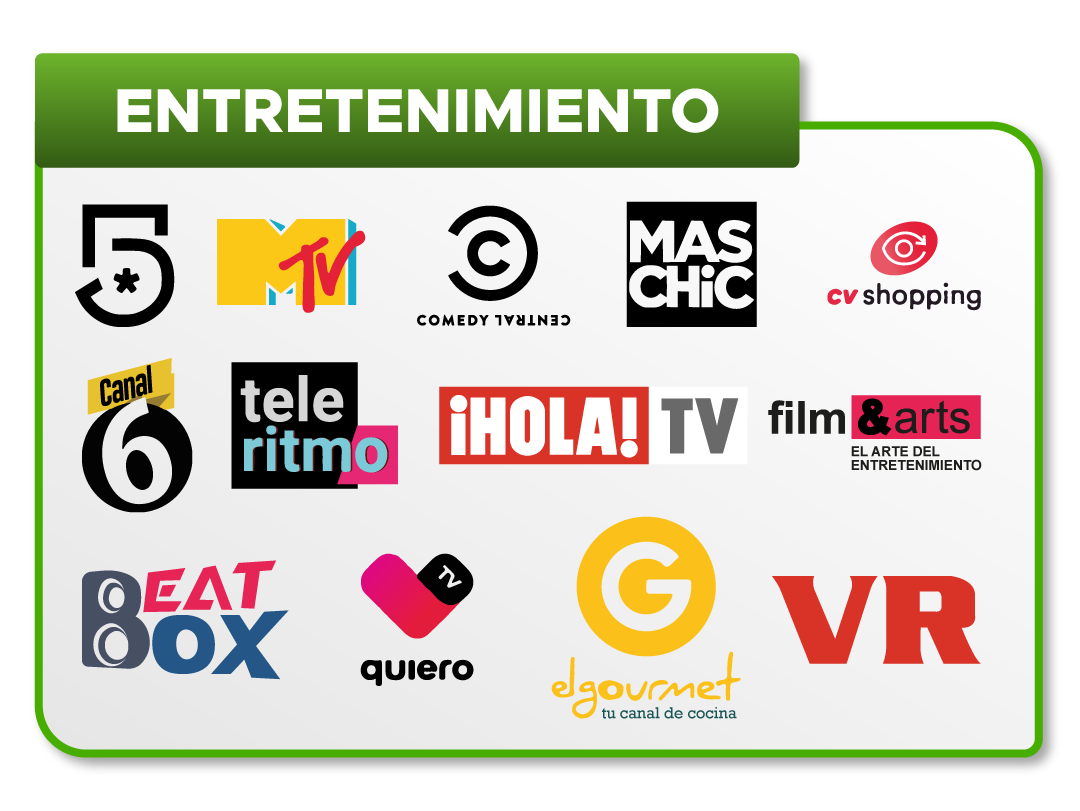 ENTRETENIMIENTO
5*
MTV
COMEDY CENTRAL
MAS
CHiC
cv shopping
Canal
6
tele
ritmo
¡HOLA! TV
film&arts
EL ARTE DEL
ENTRETENIMIENTO
BEAT
BOX
TV
quiero
G
elgourmet
tu canal de cocina
VR